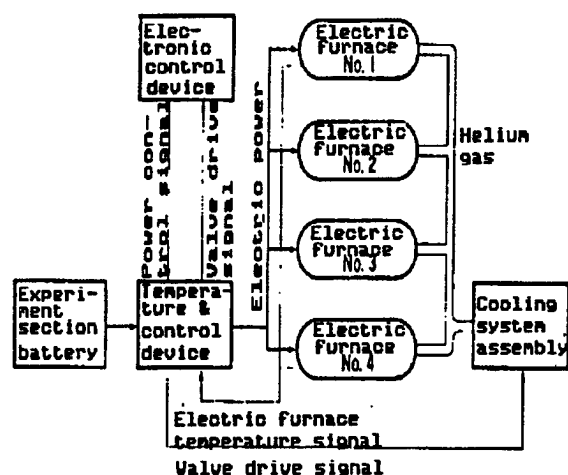 Elec-
tronic
control
device
Power con-
trol signal
Valve drive
signal
Electric power
Electric
furnace
No. 1
Electric
furnace
No. 2
Electric
furnace
No. 3
Electric
furnace
No. 4
Helium
gas
Experi-
ment
section
battery
Tempera-
ture &
control
device
Cooling
system
assembly
Electric furnace
temperature signal
Valve drive signal